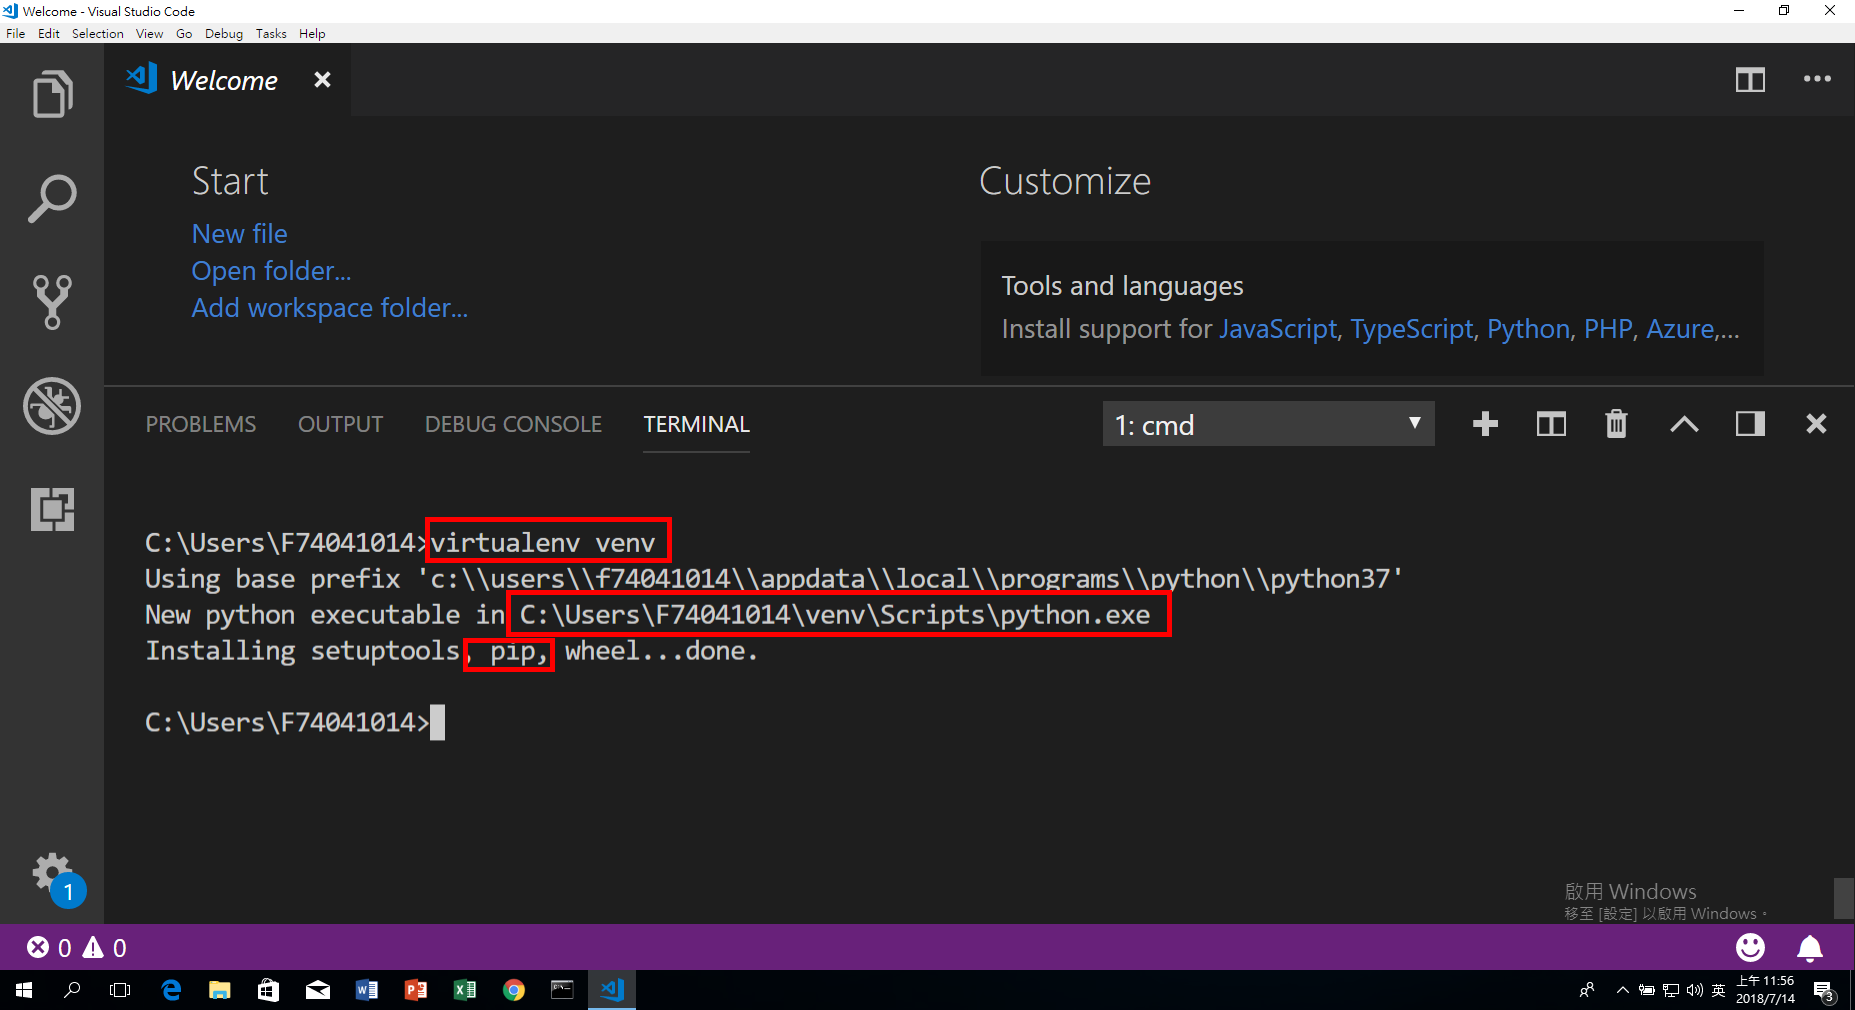 Welcome - Visual Studio Code
File Edit Selection View Go Debug Tasks Help
Welcome
Start
New file
Open folder...
Add workspace folder...
Customize
Tools and languages
Install support for JavaScript, TypeScript, Python, PHP, Azure,...
PROBLEMS OUTPUT DEBUG CONSOLE TERMINAL 1: cmd
C:\Users\F74041014>virtualenv venv
Using base prefix 'c:\\users\\f74041014\\appdata\\local\\programs\\python\\python37'
New python executable in C:\Users\F74041014\venv\Scripts\python.exe
Installing setuptools, pip, wheel...done.
C:\Users\F74041014>
1
啟用 Windows
移至 [設定] 以啟用 Windows。
0 0
英 上午 11:56
2018/7/14
3